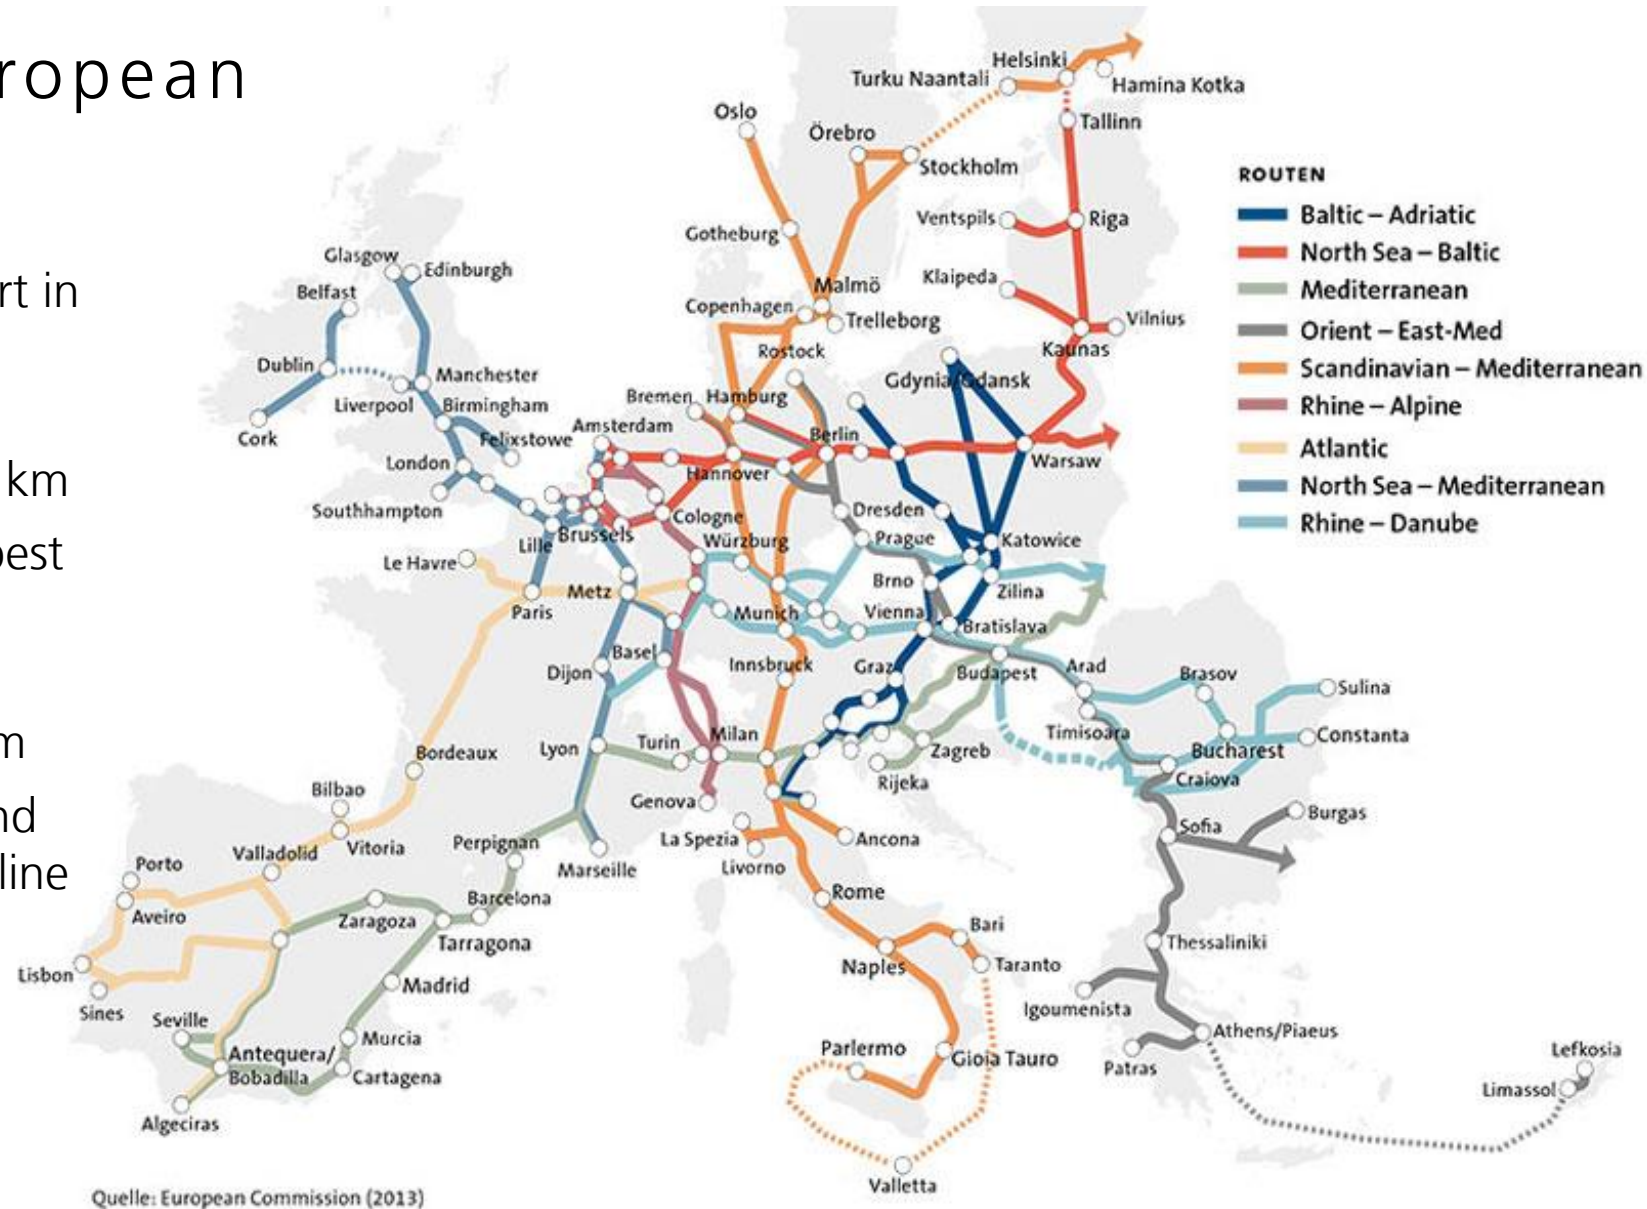 ropean
rt in
km
pest
m
nd
line
Helsinki
Turku Naantali
Hamina Kotka
Oslo
Örebro
Tallinn
Stockholm
ROUTEN
Baltic – Adriatic
North Sea – Baltic
Mediterranean
Orient – East-Med
Scandinavian – Mediterranean
Rhine – Alpine
Atlantic
North Sea – Mediterranean
Rhine – Danube
Ventspils
Riga
Gotheburg
Glasgow
Edinburgh
Belfast
Klaipeda
Malmö
Copenhagen
Trelleborg
Vilnius
Kaunas
Rostock
Dublin
Manchester
Gdynia/Gdansk
Liverpool
Birmingham
Bremen
Hamburg
Cork
Felixstowe
Amsterdam
Berlin
London
Hannover
Warsaw
Southhampton
Cologne
Dresden
Lille
Brussels
Würzburg
Prague
Katowice
Le Havre
Paris
Metz
Brno
Zilina
Munich
Vienna
Bratislava
Dijon
Basel
Innsbruck
Graz
Budapest
Arad
Brasov
Sulina
Lyon
Turin
Milan
Timisoara
Bucharest
Constanta
Bordeaux
Zagreb
Rijeka
Craiova
Bilbao
Genova
Burgas
Vitoria
Perpignan
La Spezia
Ancona
Sofia
Valladolid
Marseille
Livorno
Porto
Aveiro
Barcelona
Rome
Zaragoza
Tarragona
Bari
Thessaliniki
Lisbon
Naples
Taranto
Sines
Madrid
Igoumenista
Seville
Murcia
Athens/Piaeus
Antequera/
Bobadilla
Cartagena
Parlermo
Gioia Tauro
Patras
Lefkosia
Limassol
Algeciras
Valletta
Quelle: European Commission (2013)